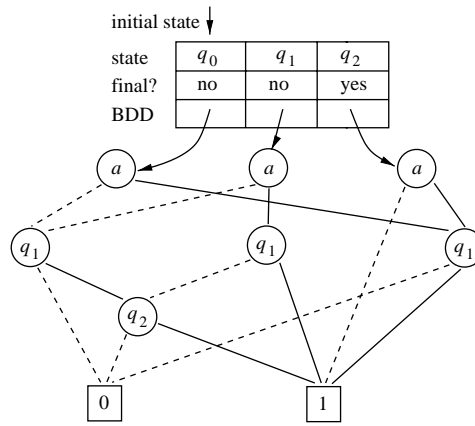 initial state
state q₀ q₁ q₂
final? no no yes
BDD
a a a
q₁ q₁ q₁
q₂
0 1